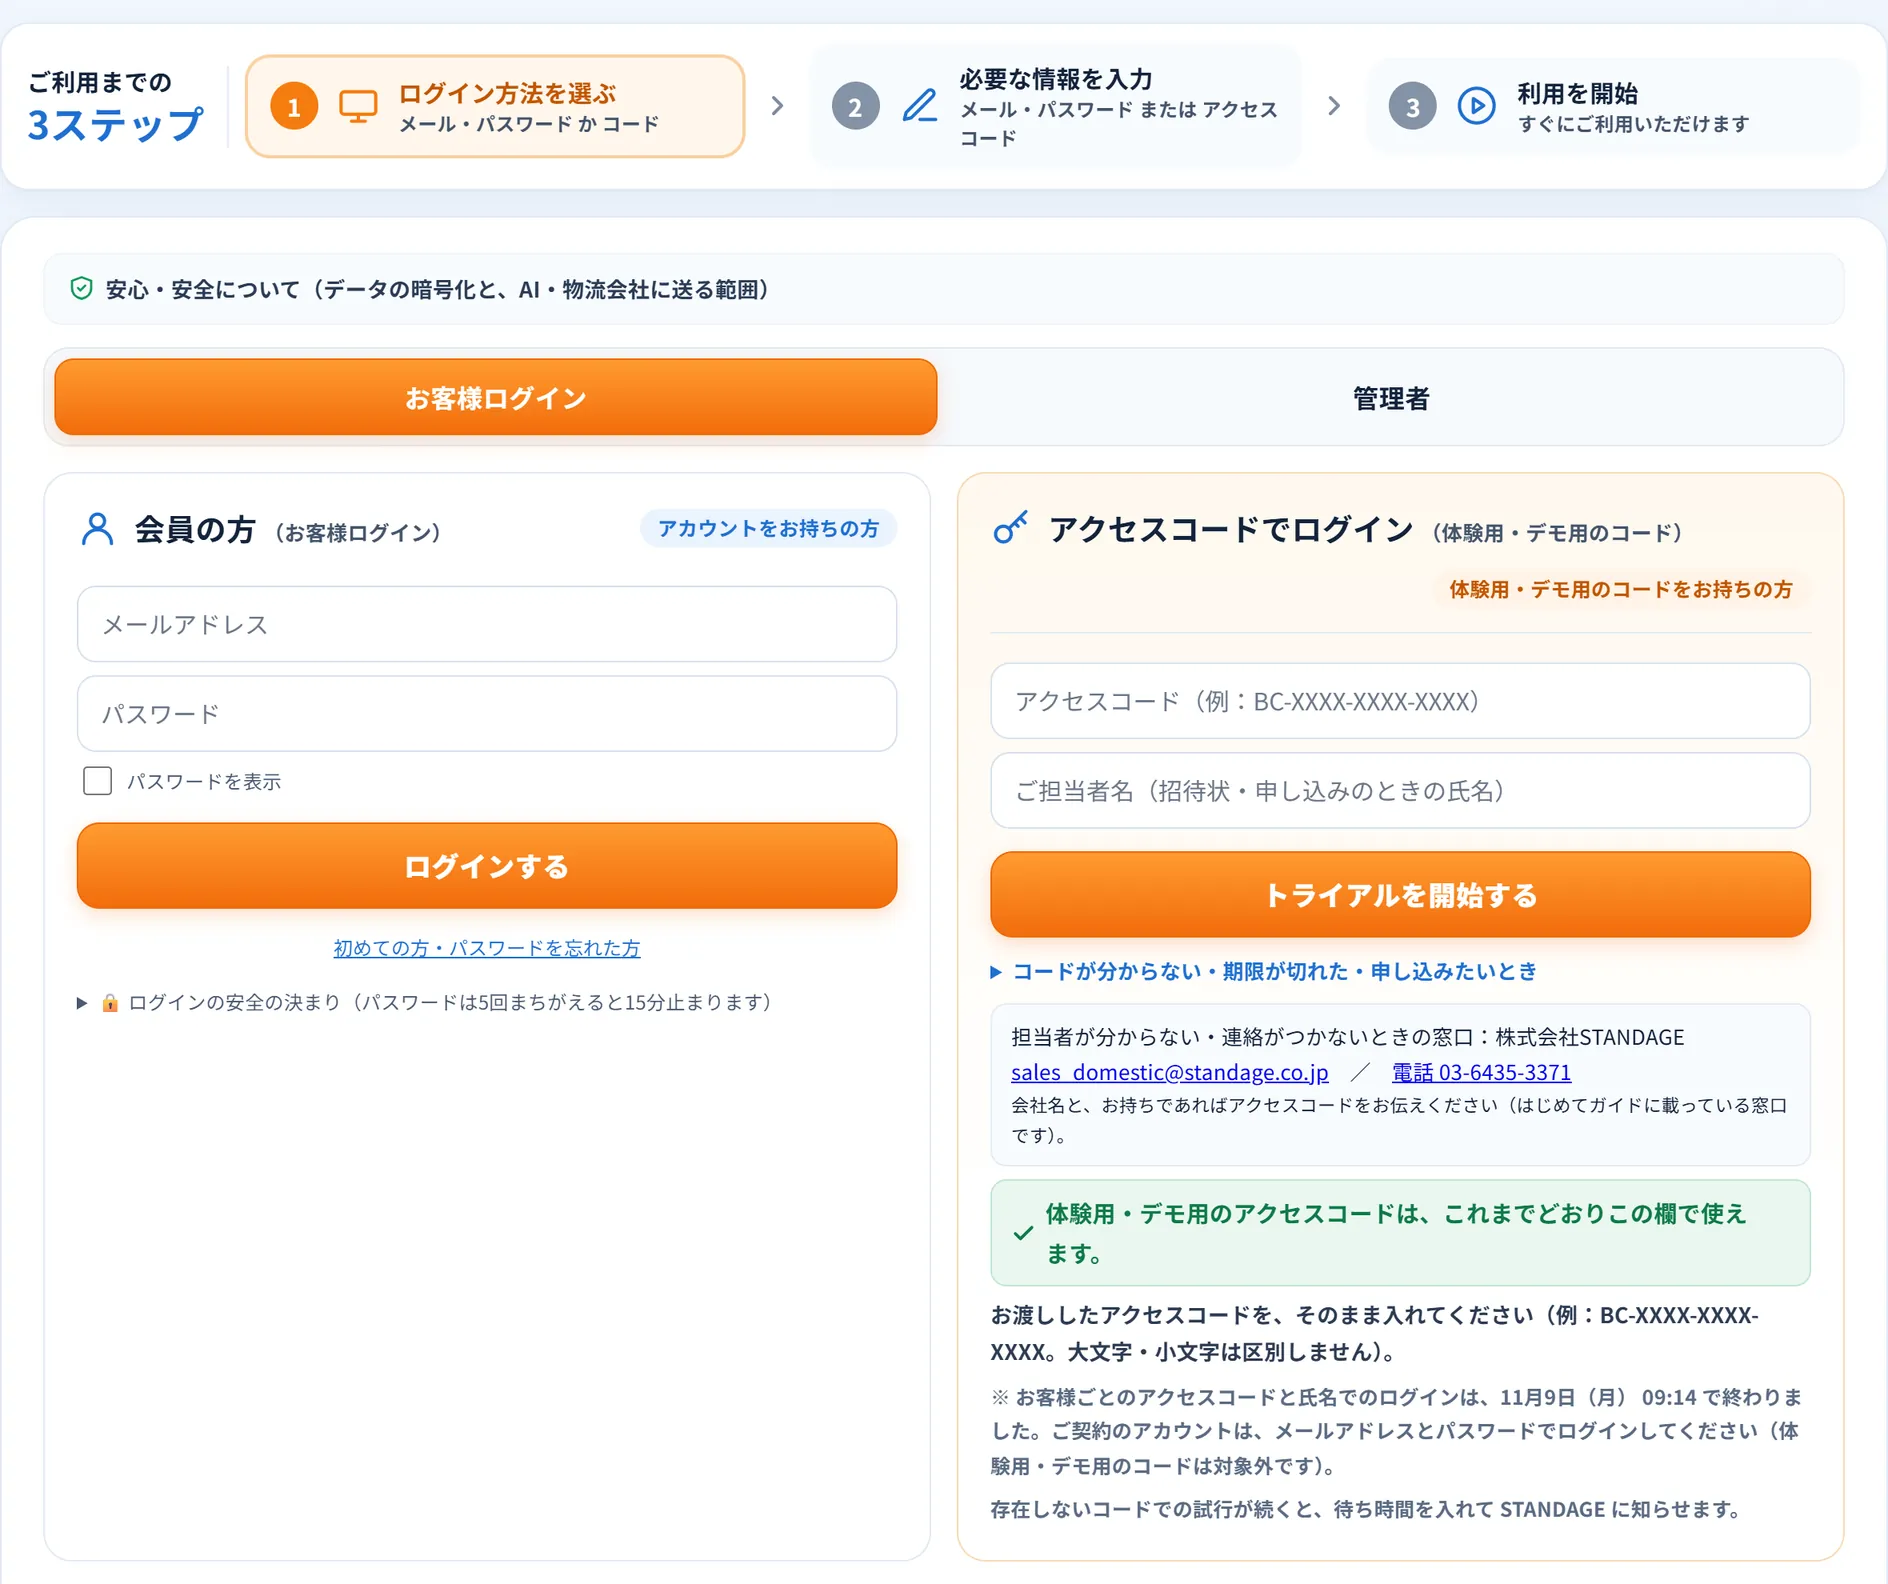 ご利用までの
3ステップ
1
ログイン方法を選ぶ
メール・パスワード か コード
2
必要な情報を入力
メール・パスワード または アクセス
コード
3
利用を開始
すぐにご利用いただけます
安心・安全について（データの暗号化と、AI・物流会社に送る範囲）
お客様ログイン
管理者
会員の方 （お客様ログイン）
アカウントをお持ちの方
メールアドレス
パスワード
パスワードを表示
ログインする
初めての方・パスワードを忘れた方
▶ 🔒 ログインの安全の決まり（パスワードは5回まちがえると15分止まります）
アクセスコードでログイン （体験用・デモ用のコード）
体験用・デモ用のコードをお持ちの方
アクセスコード（例：BC-XXXX-XXXX-XXXX）
ご担当者名（招待状・申し込みのときの氏名）
トライアルを開始する
▶ コードが分からない・期限が切れた・申し込みたいとき
担当者が分からない・連絡がつかないときの窓口：株式会社STANDAGE
sales_domestic@standage.co.jp ／ 電話 03-6435-3371
会社名と、お持ちであればアクセスコードをお伝えください（はじめてガイドに載っている窓口
です）。
体験用・デモ用のアクセスコードは、これまでどおりこの欄で使え
ます。
お渡ししたアクセスコードを、そのまま入れてください（例：BC-XXXX-XXXX-
XXXX。大文字・小文字は区別しません）。
※ お客様ごとのアクセスコードと氏名でのログインは、11月9日（月） 09:14 で終わりま
した。ご契約のアカウントは、メールアドレスとパスワードでログインしてください（体
験用・デモ用のコードは対象外です）。
存在しないコードでの試行が続くと、待ち時間を入れて STANDAGE に知らせます。